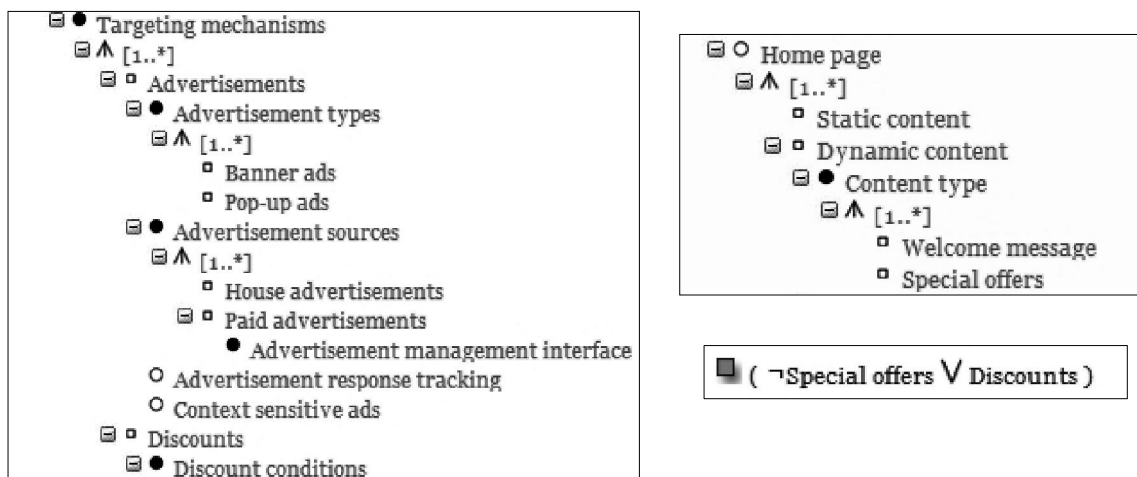 Targeting mechanisms
[1..*]
Advertisements
Advertisement types
[1..*]
Banner ads
Pop-up ads
Advertisement sources
[1..*]
House advertisements
Paid advertisements
Advertisement management interface
Advertisement response tracking
Context sensitive ads
Discounts
Discount conditions
Home page
[1..*]
Static content
Dynamic content
Content type
[1..*]
Welcome message
Special offers
( ¬Special offers ∨ Discounts )